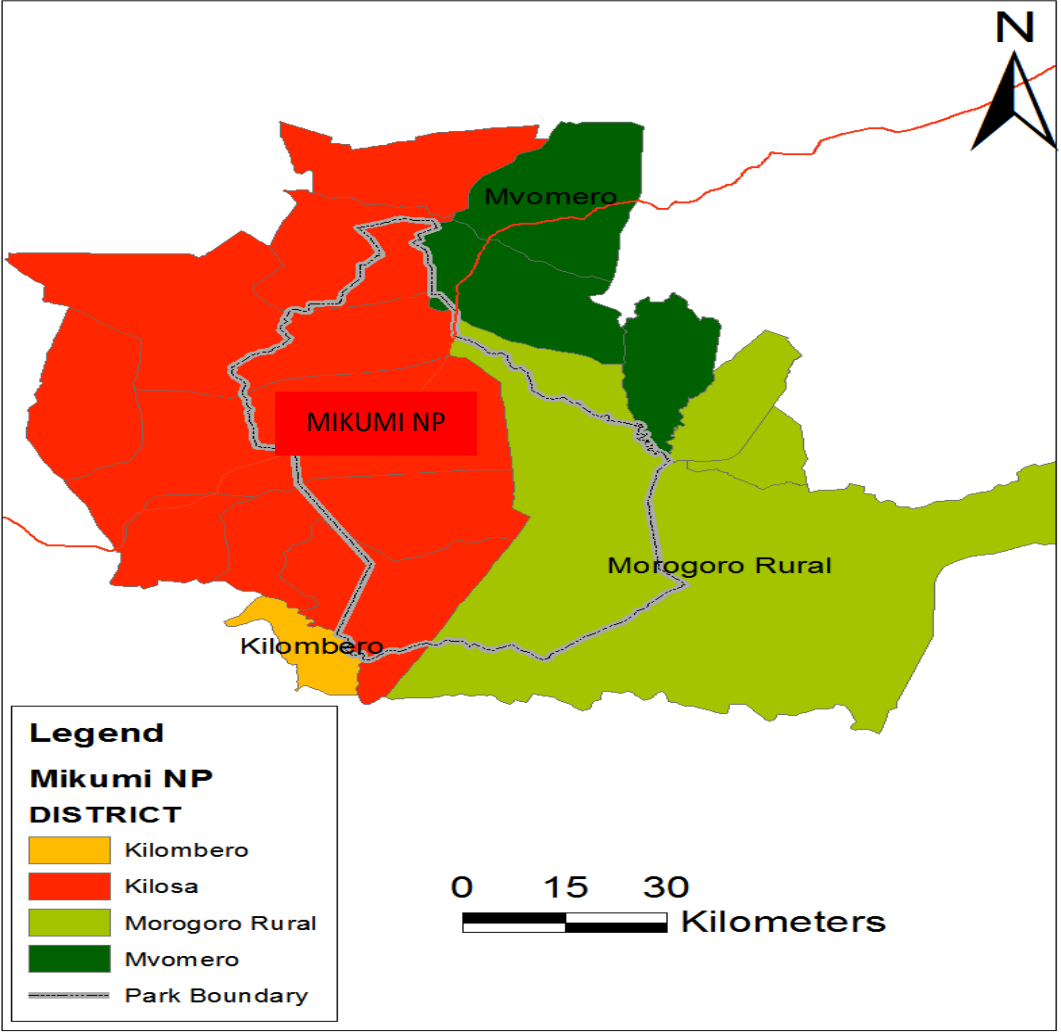 N
Mvomero
MIKUMI NP
Morogoro Rural
Kilombero
Legend
Mikumi NP
DISTRICT
Kilombero
Kilosa
Morogoro Rural
Mvomero
Park Boundary
0 15 30
Kilometers